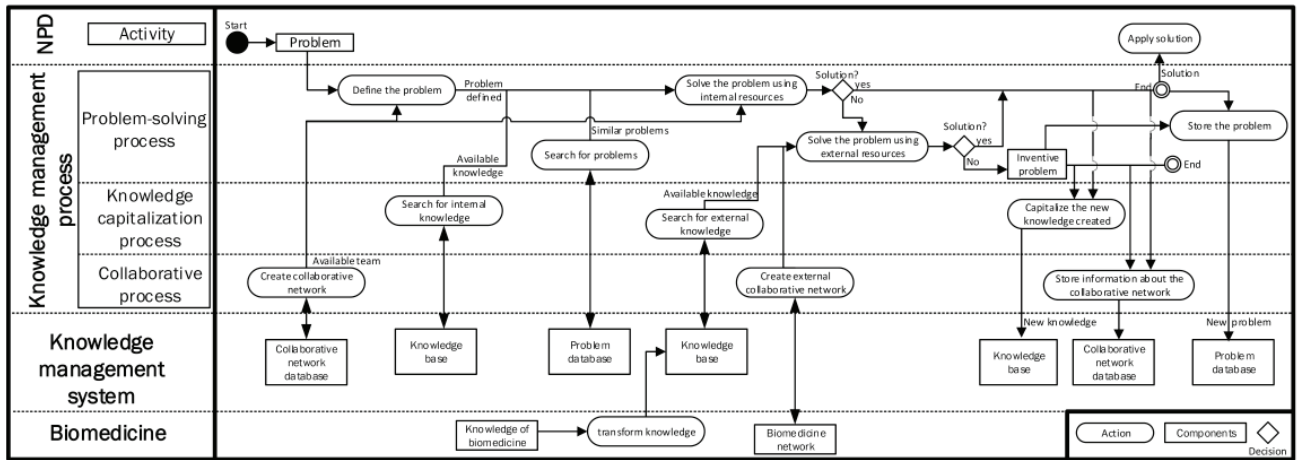 NPD
Activity
Start
Problem
Apply solution
Knowledge management
process
Problem-solving
process
Define the problem
Problem
defined
Solve the problem using
internal resources
Solution?
yes
No
End
Solution
Similar problems
Search for problems
Solve the problem using
external resources
Solution?
yes
No
Inventive
problem
Store the problem
End
Available
knowledge
Knowledge
capitalization
process
Search for internal
knowledge
Available knowledge
Search for external
knowledge
Capitalize the new
knowledge created
Collaborative
process
Available team
Create collaborative
network
Create external
collaborative network
Store information about the
collaborative network
Knowledge
management
system
Collaborative
network
database
Knowledge
base
Problem
database
Knowledge
base
New knowledge
Knowledge
base
Collaborative
network
database
New problem
Problem
database
Biomedicine
Knowledge of
biomedicine
transform knowledge
Biomedicine
network
Action
Components
Decision